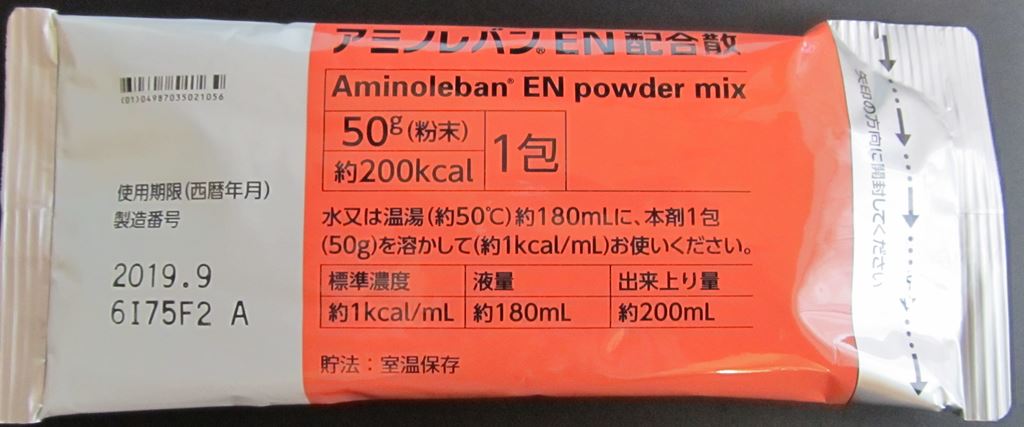 アミノレバン® EN 配合散
Aminoleban® EN powder mix
50g(粉末)
約200kcal
1包
水又は温湯(約50℃)約180mLに、本剤1包
(50g)を溶かして(約1kcal/mL)お使いください。
標準濃度 液量 出来上り量
約1kcal/mL 約180mL 約200mL
貯法：室温保存
(01)04987035021056
使用期限(西暦年月)
製造番号
2019.9
6I75F2 A
矢印の方向に開封してください